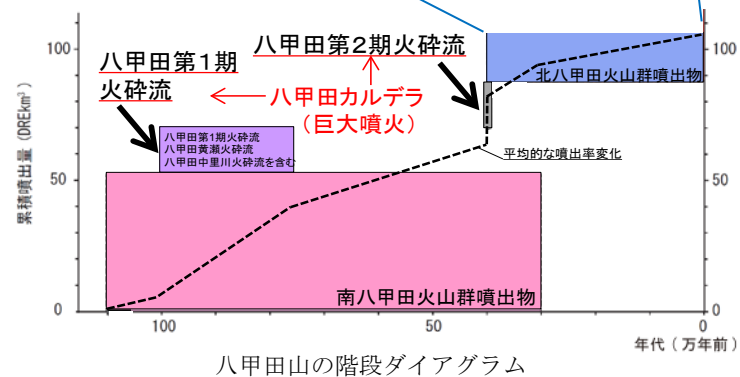 八甲田第1期
火砕流
八甲田第2期火砕流
八甲田カルデラ
（巨大噴火）
北八甲田火山群噴出物
八甲田第1期火砕流
八甲田黄瀬火砕流
八甲田中里川火砕流を含む
平均的な噴出率変化
南八甲田火山群噴出物
累積噴出量（DREkm³）
100
50
0
100
50
0
100
50
0
年代（万年前）
八甲田山の階段ダイアグラム